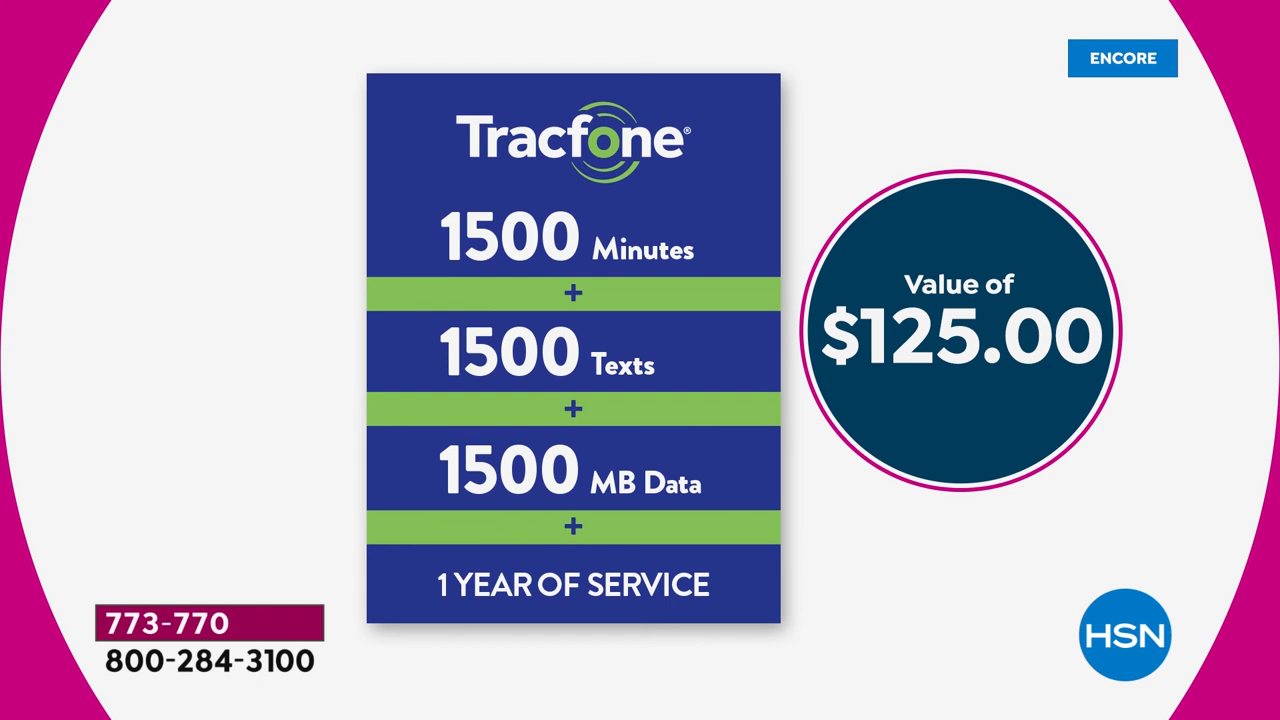 ENCORE
Tracfone®
1500 Minutes
+
1500 Texts
+
1500 MB Data
+
1 YEAR OF SERVICE
Value of
$125.00
773-770
800-284-3100
HSN